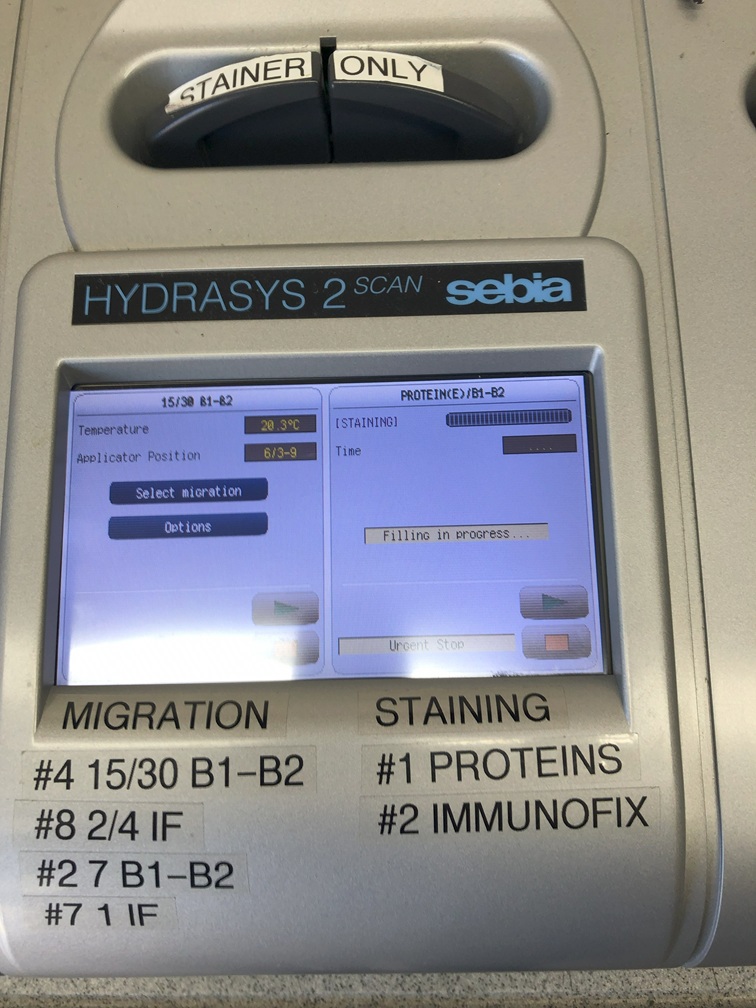 STAINER ONLY
HYDRASYS 2 SCAN sebia
15/30 B1-B2
Temperature 20.3°C
Applicator Position 6/3-9
Select migration
Options
PROTEIN(E)/B1-B2
[STAINING]
Time ....
Filling in progress...
Urgent Stop
MIGRATION
#4 15/30 B1-B2
#8 2/4 IF
#2 7 B1-B2
#7 1 IF
STAINING
#1 PROTEINS
#2 IMMUNOFIX